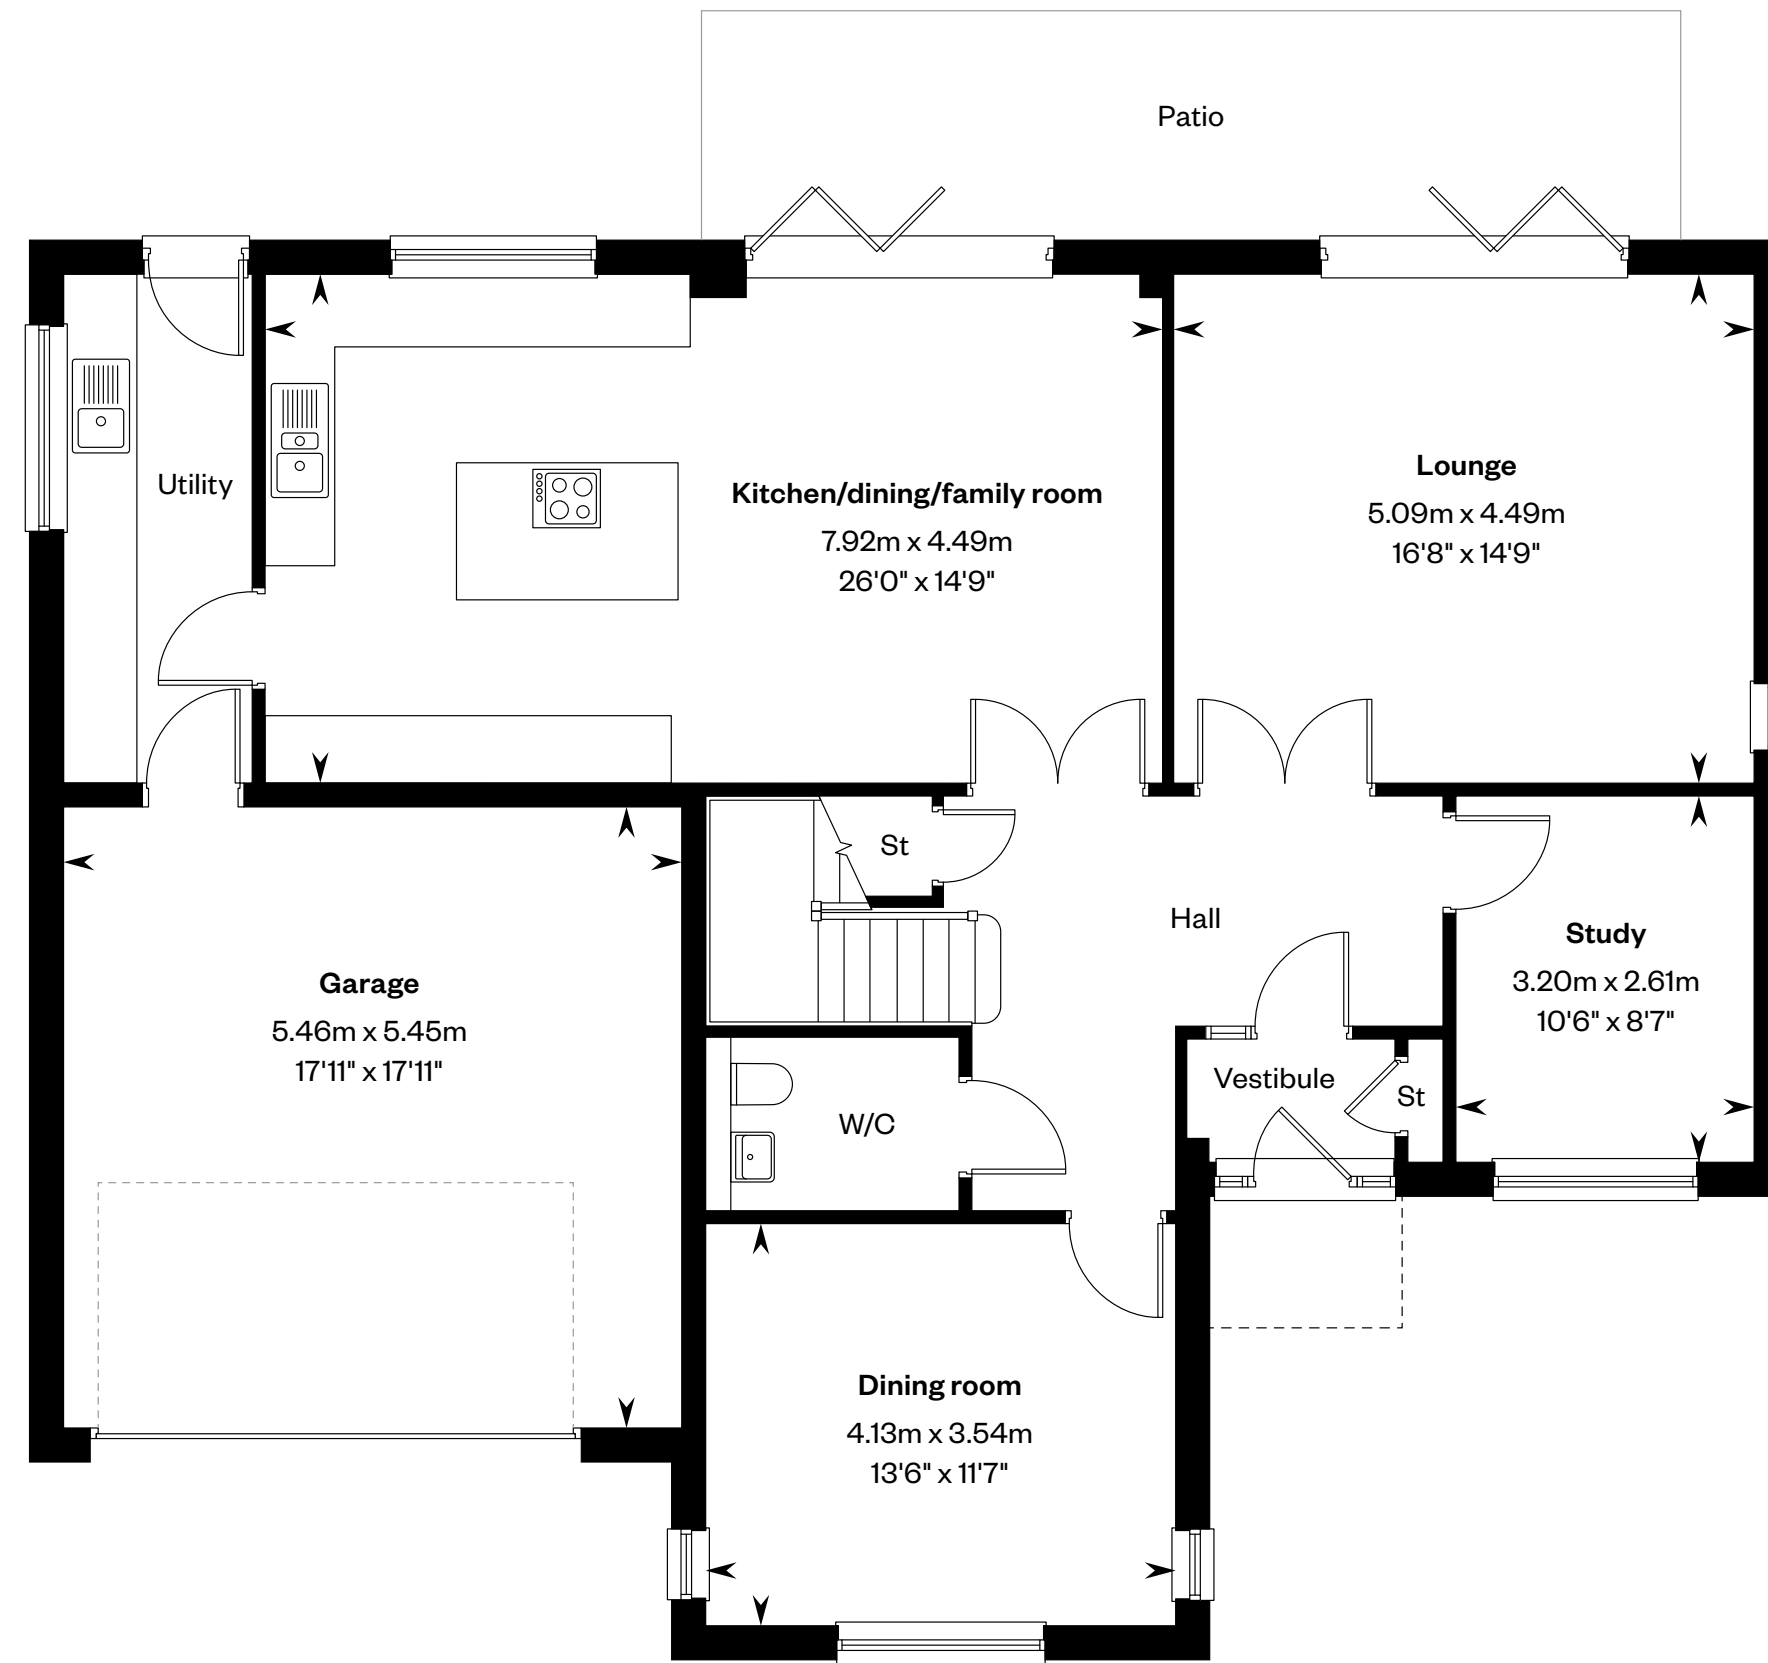 Patio
Utility
Kitchen/dining/family room
7.92m x 4.49m
26'0" x 14'9"
Lounge
5.09m x 4.49m
16'8" x 14'9"
St
Hall
Study
3.20m x 2.61m
10'6" x 8'7"
Garage
5.46m x 5.45m
17'11" x 17'11"
Vestibule
St
W/C
Dining room
4.13m x 3.54m
13'6" x 11'7"